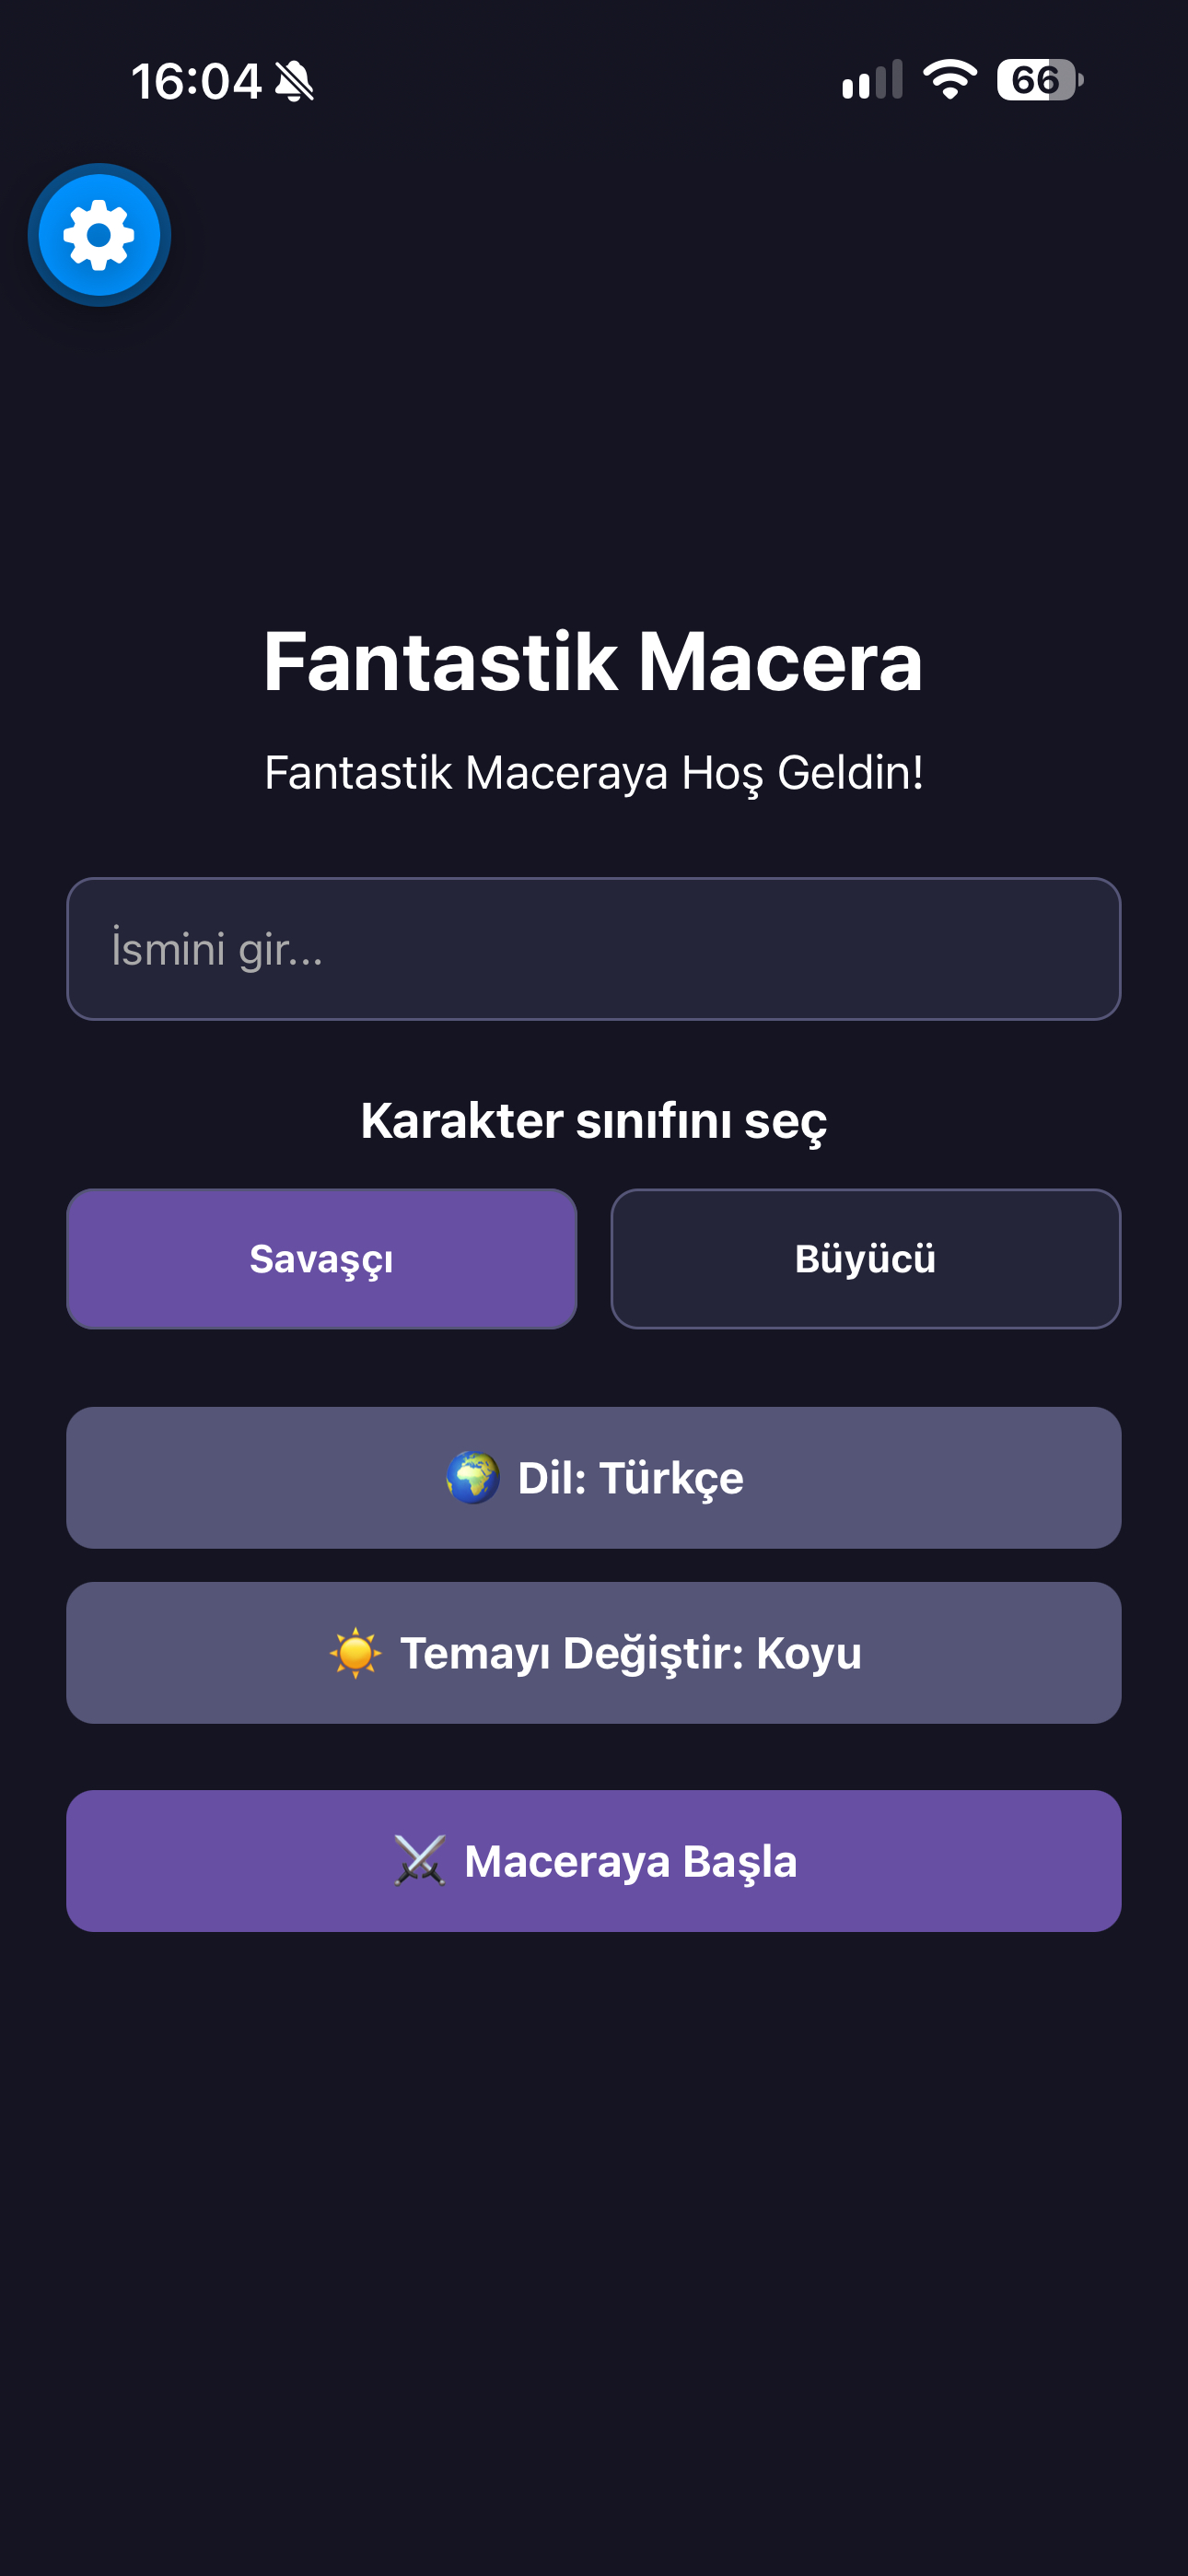 16:04
66
Fantastik Macera
Fantastik Maceraya Hoş Geldin!
İsmini gir...
Karakter sınıfını seç
Savaşçı Büyücü
🌍 Dil: Türkçe
☀️ Temayı Değiştir: Koyu
⚔️ Maceraya Başla